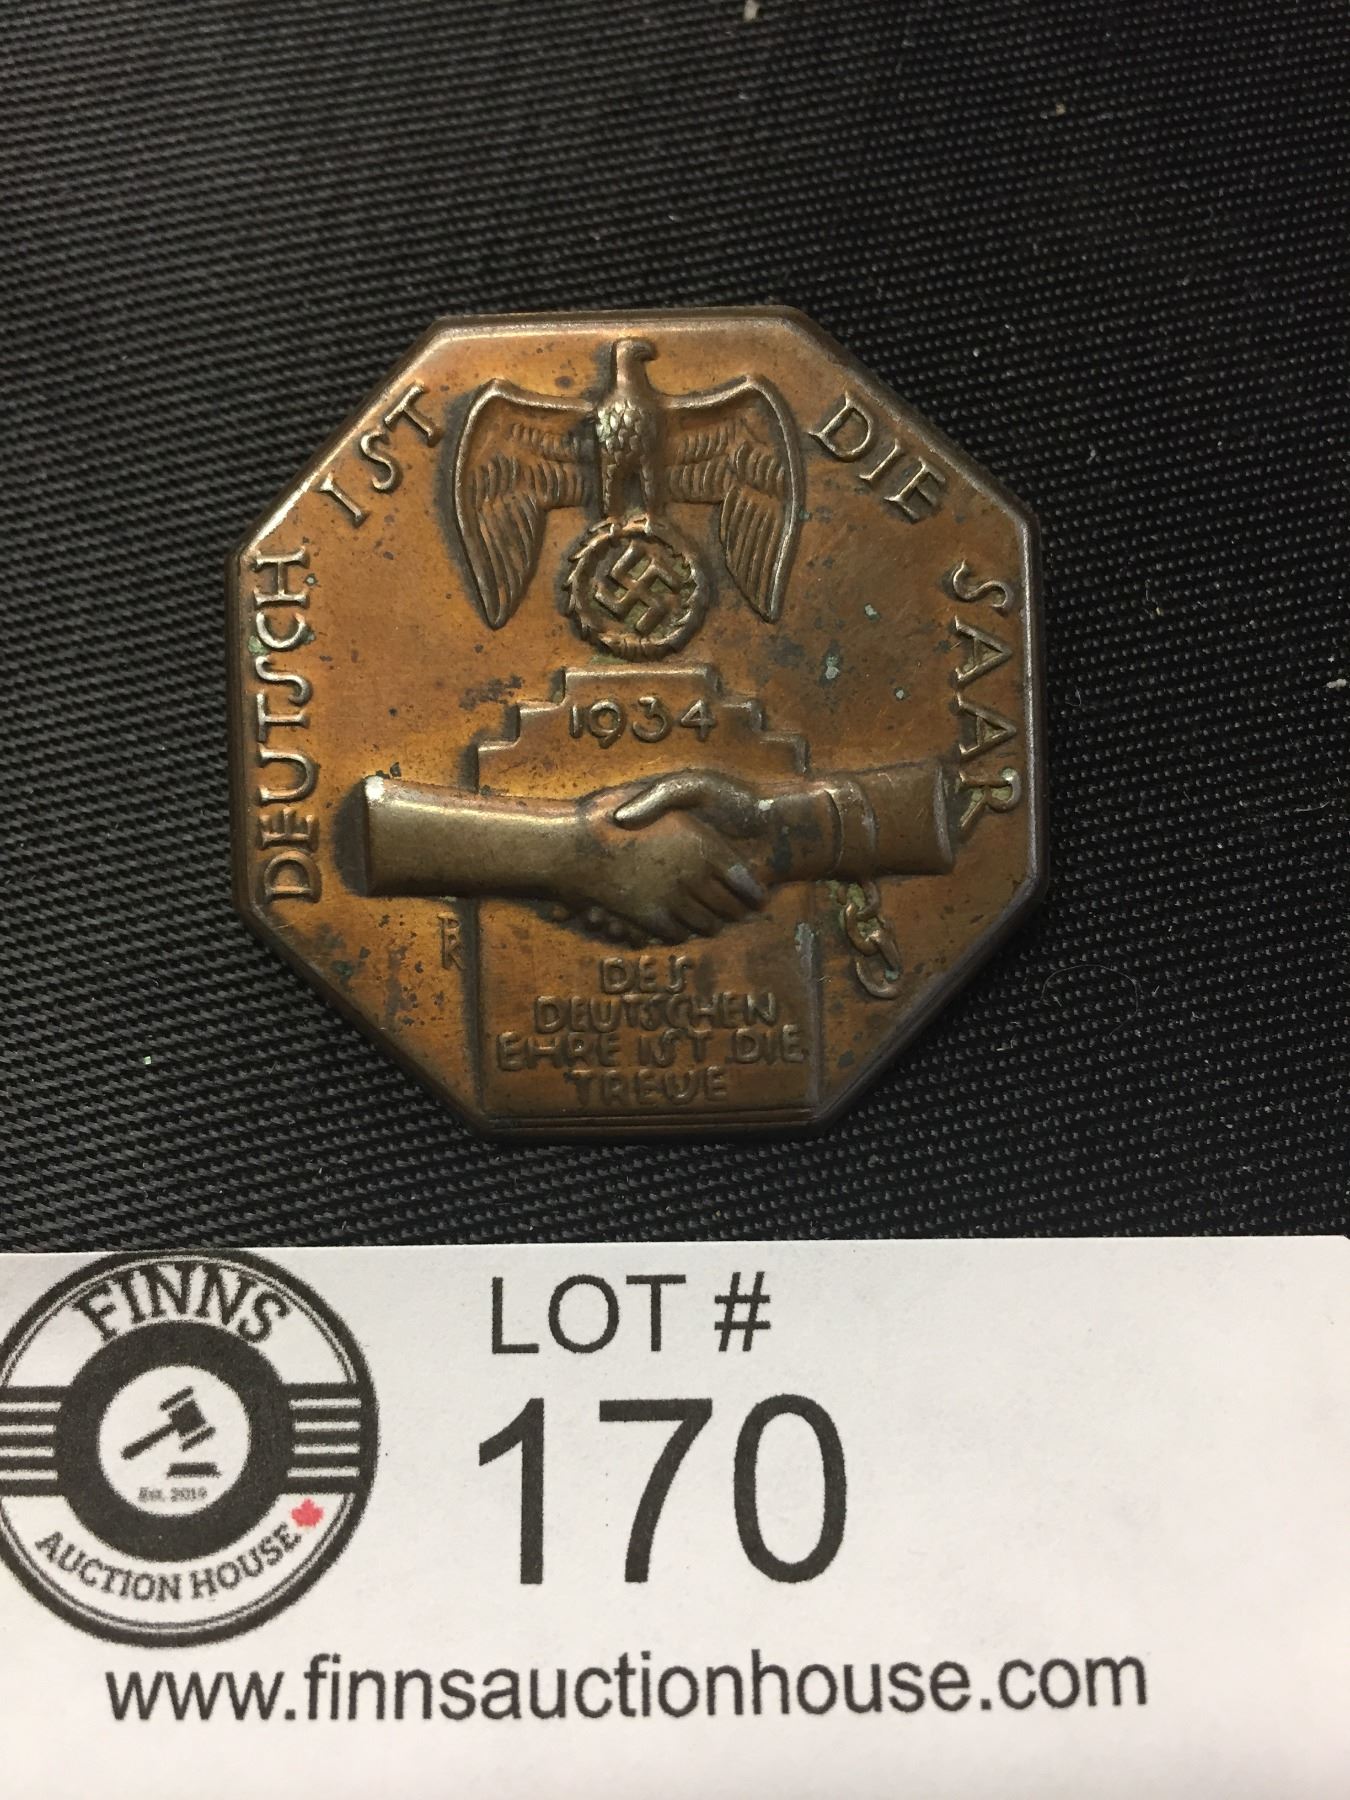 DEUTSCH IST DIE SAAR
1934
BK
DES
DEUTSCHEN
EHRE IST DIE
TREUE
FINNS
Est. 2019
AUCTION HOUSE
LOT #
170
www.finnsauctionhouse.com